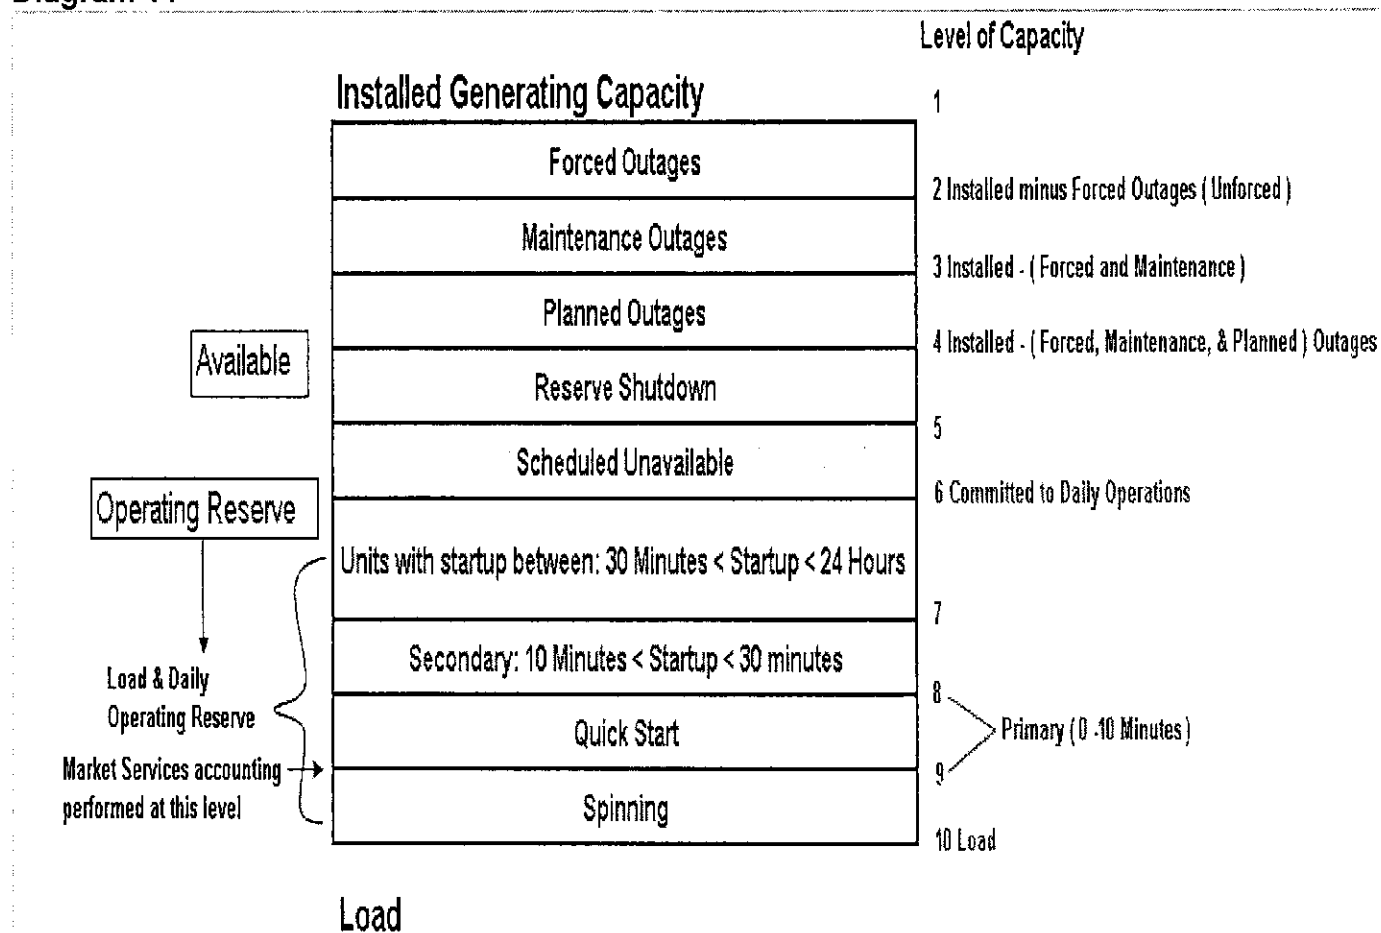 Level of Capacity
Installed Generating Capacity
1
Forced Outages
2 Installed minus Forced Outages ( Unforced )
Maintenance Outages
3 Installed - ( Forced and Maintenance )
Planned Outages
4 Installed - ( Forced, Maintenance, & Planned ) Outages
Available
Reserve Shutdown
5
Scheduled Unavailable
6 Committed to Daily Operations
Operating Reserve
Units with startup between: 30 Minutes < Startup < 24 Hours
7
Secondary: 10 Minutes < Startup < 30 minutes
Load & Daily
Operating Reserve
8
Quick Start
Primary ( 0 -10 Minutes )
Market Services accounting
performed at this level
9
Spinning
10 Load
Load